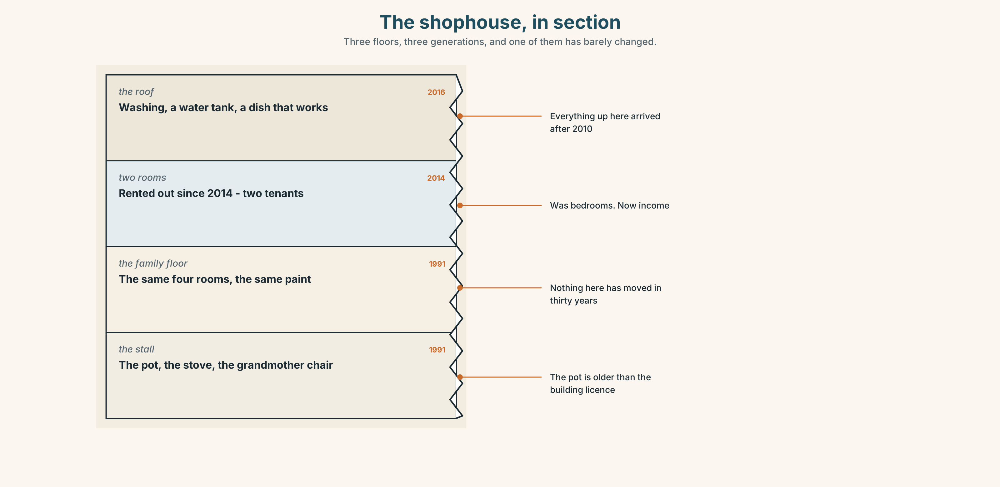 The shophouse, in section
Three floors, three generations, and one of them has barely changed.
the roof
2016
Washing, a water tank, a dish that works
Everything up here arrived
after 2010
two rooms
2014
Rented out since 2014 - two tenants
Was bedrooms. Now income
the family floor
1991
The same four rooms, the same paint
Nothing here has moved in
thirty years
the stall
1991
The pot, the stove, the grandmother chair
The pot is older than the
building licence